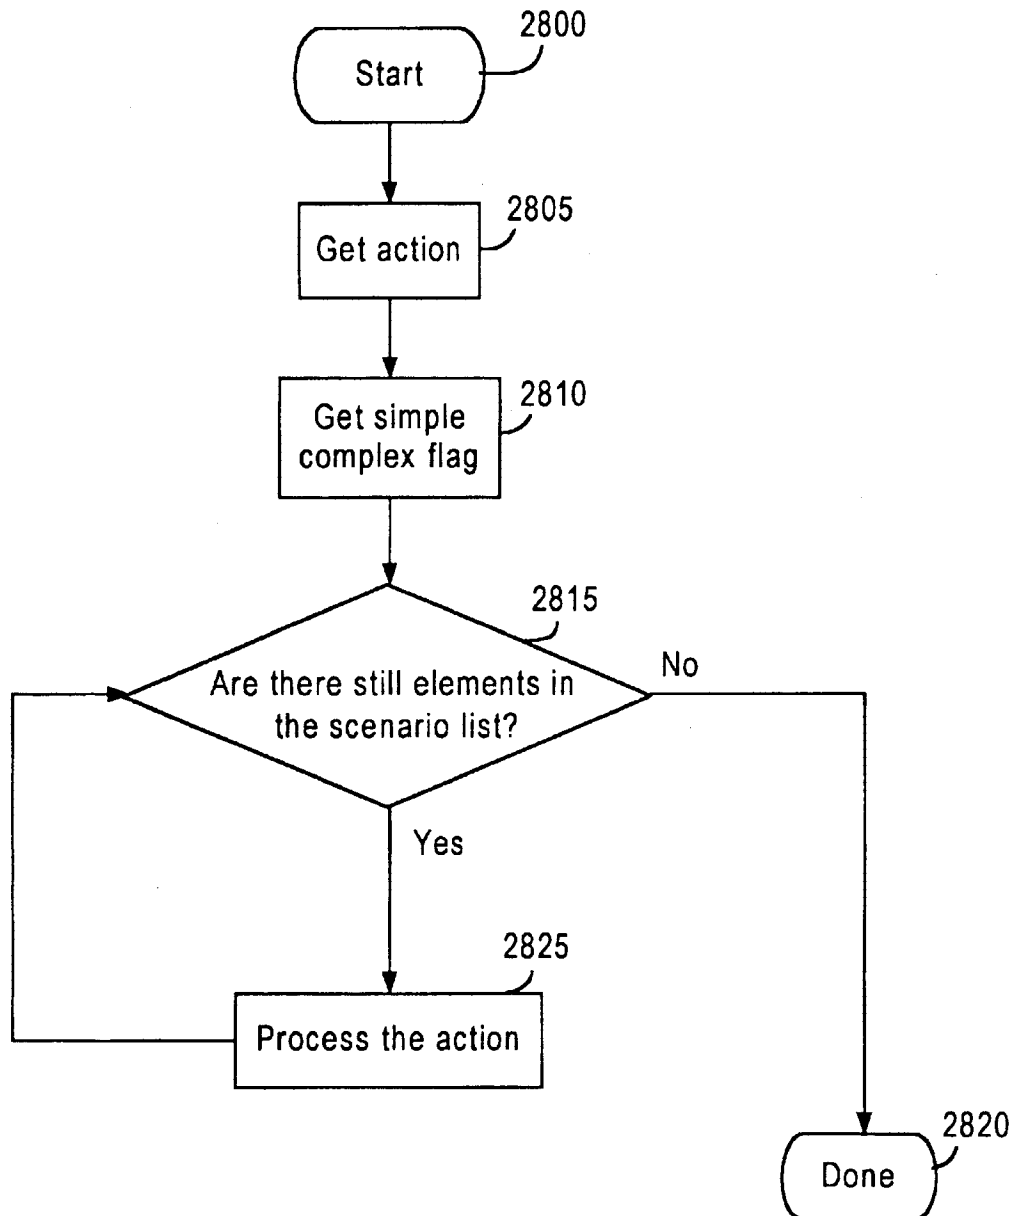 2800
Start
2805
Get action
2810
Get simple
complex flag
2815
Are there still elements in
the scenario list?
No
Yes
2825
Process the action
2820
Done